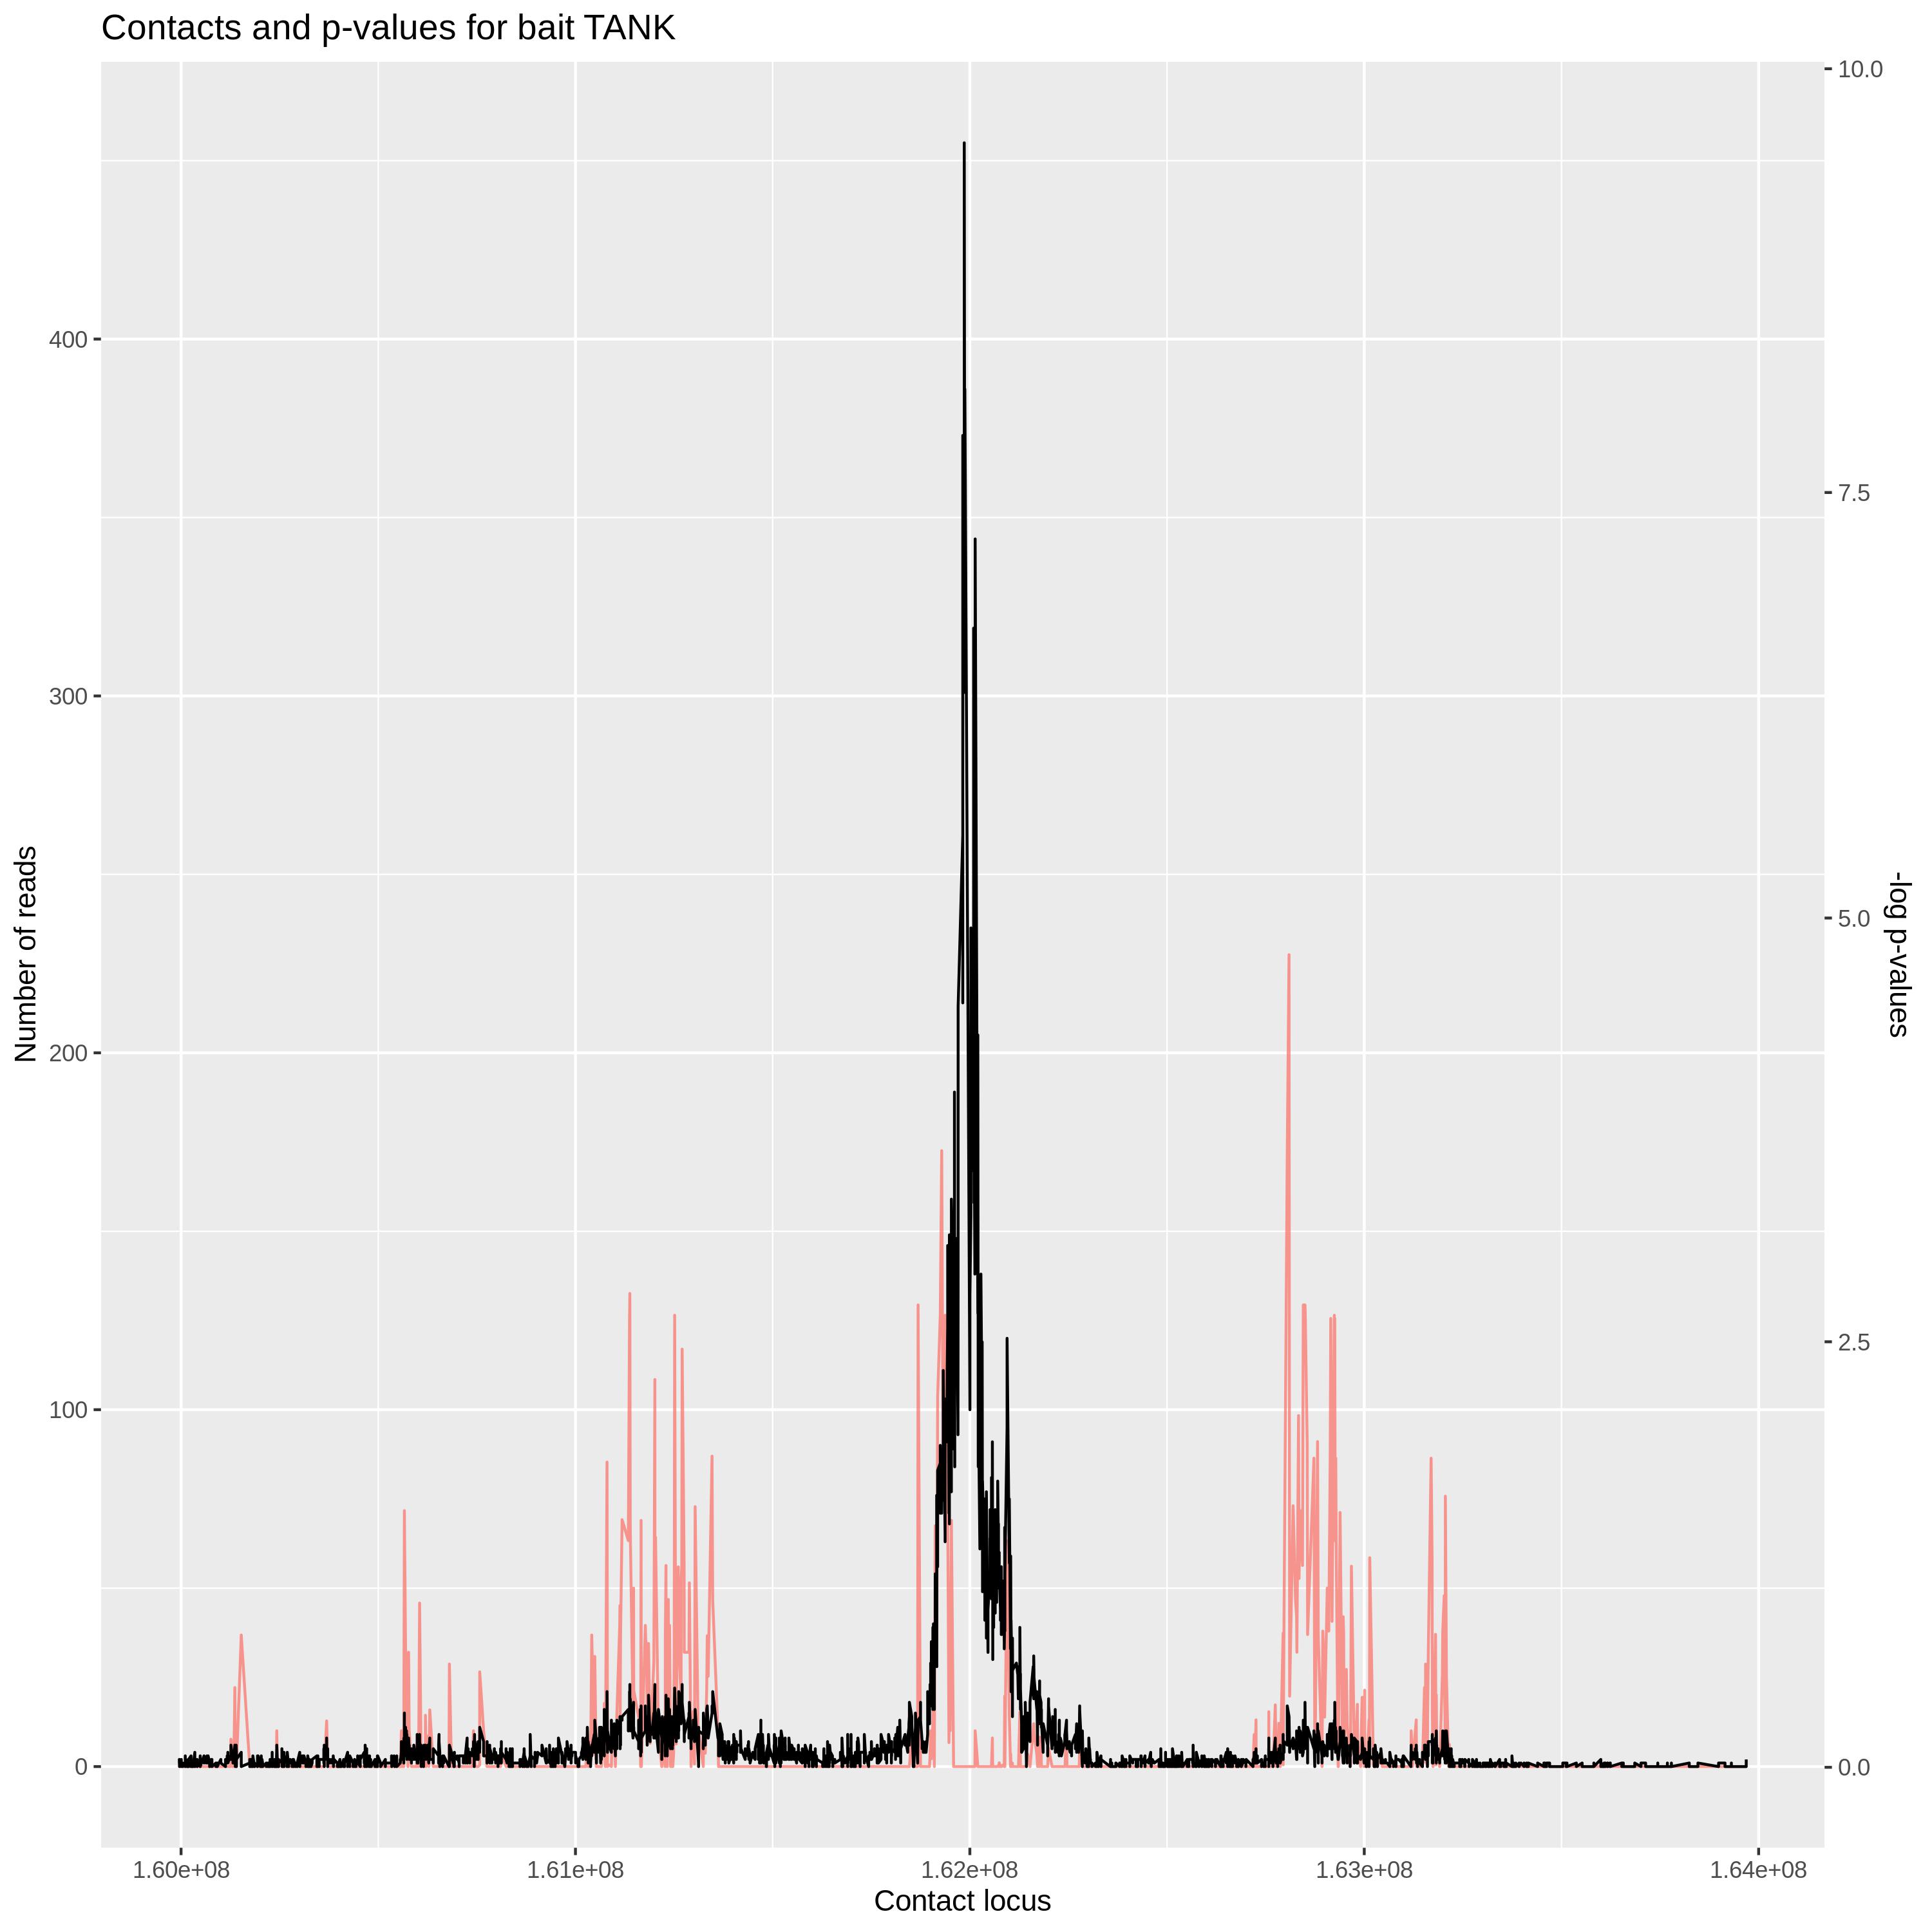 Contacts and p-values for bait TANK
10.0
7.5
5.0
2.5
0.0
-log p-values
400
300
200
100
0
Number of reads
1.60e+08
1.61e+08
1.62e+08
1.63e+08
1.64e+08
Contact locus